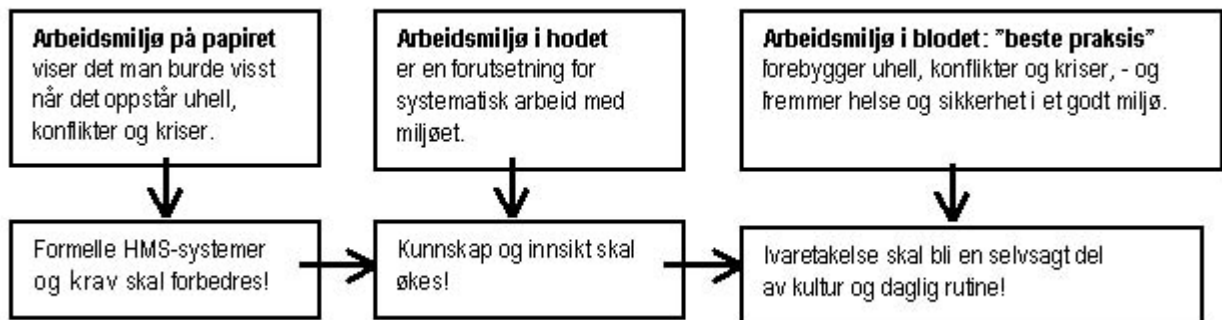 Arbeidsmiljø på papiret
viser det man burde visst
når det oppstår uhell,
konflikter og kriser.
Arbeidsmiljø i hodet
er en forutsetning for
systematisk arbeid med
miljøet.
Arbeidsmiljø i blodet: ”beste praksis”
forebygger uhell, konflikter og kriser, - og
fremmer helse og sikkerhet i et godt miljø.
Formelle HMS-systemer
og krav skal forbedres!
Kunnskap og innsikt skal
økes!
Ivaretakelse skal bli en selvsagt del
av kultur og daglig rutine!